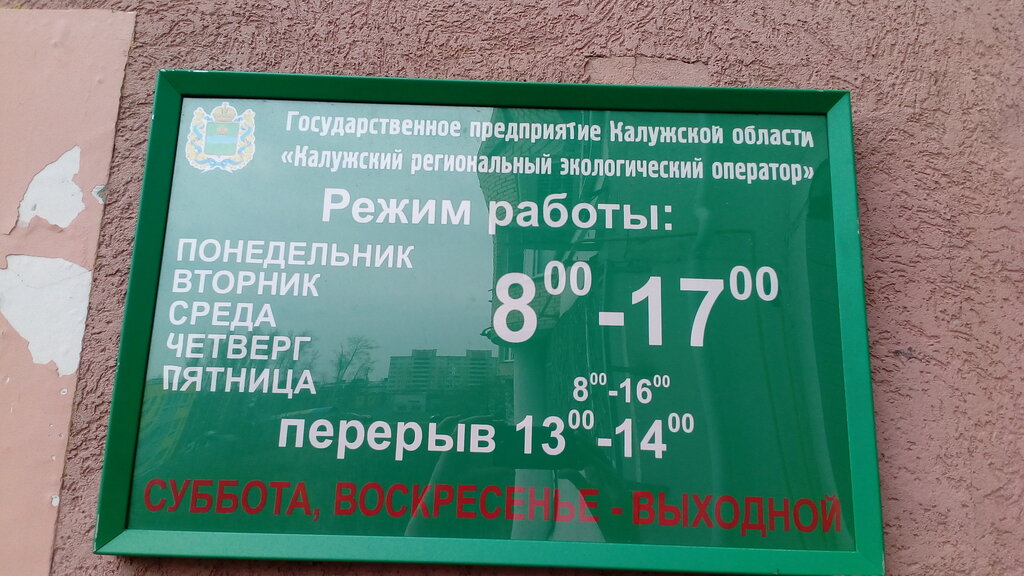 Государственное предприятие Калужской области
«Калужский региональный экологический оператор»
Режим работы:
ПОНЕДЕЛЬНИК
ВТОРНИК
СРЕДА
ЧЕТВЕРГ
8⁰⁰-17⁰⁰
ПЯТНИЦА 8⁰⁰-16⁰⁰
перерыв 13⁰⁰-14⁰⁰
СУББОТА, ВОСКРЕСЕНЬЕ - ВЫХОДНОЙ